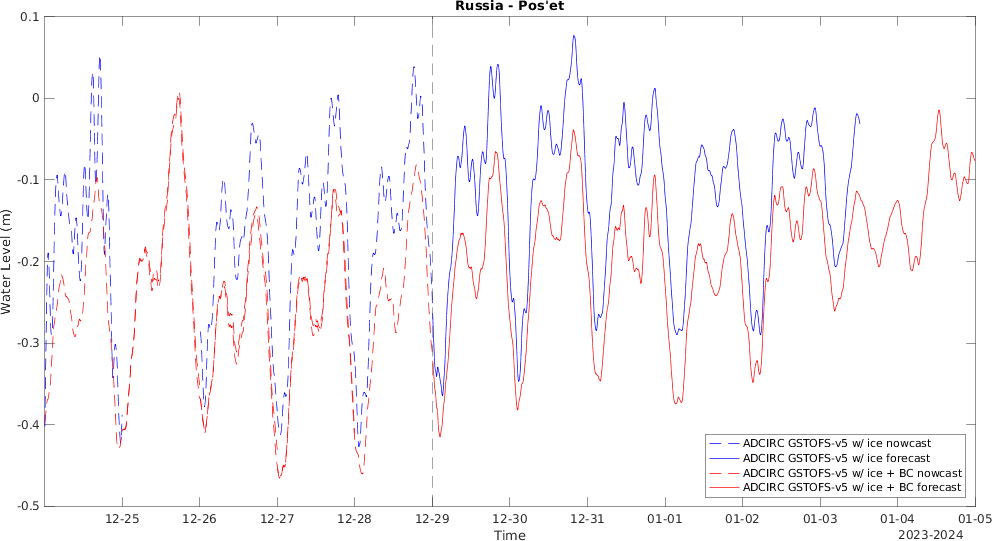 Russia - Pos'et
Water Level (m)
0.1
0
-0.1
-0.2
-0.3
-0.4
-0.5
12-25 12-26 12-27 12-28 12-29 12-30 12-31 01-01 01-02 01-03 01-04 01-05
Time
2023-2024
ADCIRC GSTOFS-v5 w/ ice nowcast
ADCIRC GSTOFS-v5 w/ ice forecast
ADCIRC GSTOFS-v5 w/ ice + BC nowcast
ADCIRC GSTOFS-v5 w/ ice + BC forecast